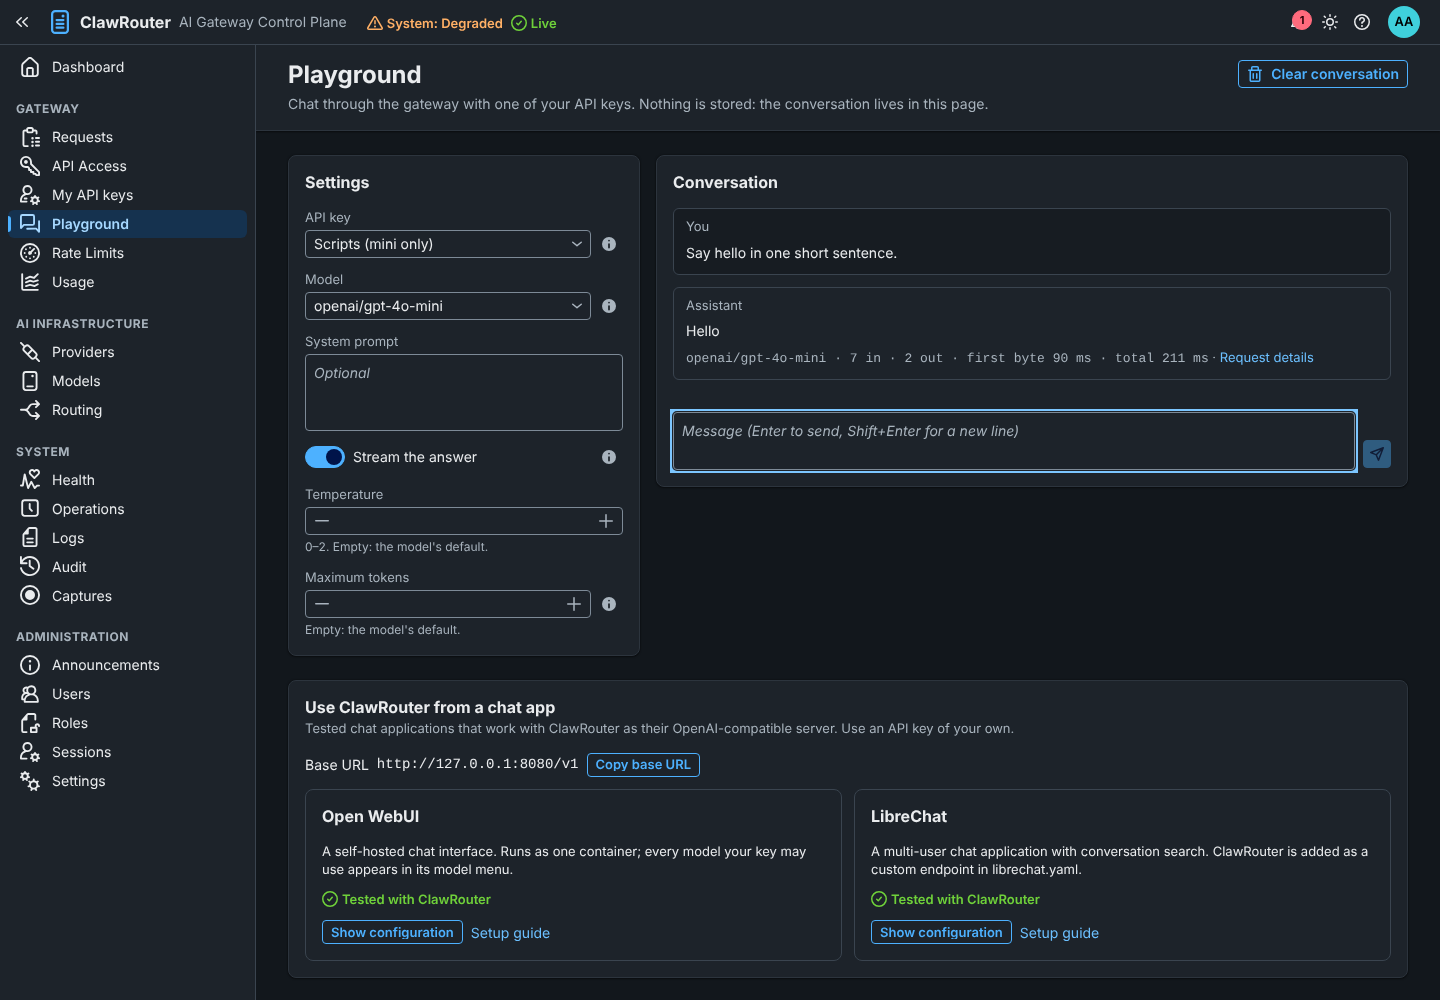 ClawRouter AI Gateway Control Plane System: Degraded Live 1 AA
Dashboard
GATEWAY
Requests
API Access
My API keys
Playground
Rate Limits
Usage
AI INFRASTRUCTURE
Providers
Models
Routing
SYSTEM
Health
Operations
Logs
Audit
Captures
ADMINISTRATION
Announcements
Users
Roles
Sessions
Settings
Playground
Clear conversation
Chat through the gateway with one of your API keys. Nothing is stored: the conversation lives in this page.
Settings
API key
Scripts (mini only)
Model
openai/gpt-4o-mini
System prompt
Optional
Stream the answer
Temperature
0–2. Empty: the model's default.
Maximum tokens
Empty: the model's default.
Conversation
You
Say hello in one short sentence.
Assistant
Hello
openai/gpt-4o-mini · 7 in · 2 out · first byte 90 ms · total 211 ms · Request details
Message (Enter to send, Shift+Enter for a new line)
Use ClawRouter from a chat app
Tested chat applications that work with ClawRouter as their OpenAI-compatible server. Use an API key of your own.
Base URL http://127.0.0.1:8080/v1 Copy base URL
Open WebUI
A self-hosted chat interface. Runs as one container; every model your key may
use appears in its model menu.
Tested with ClawRouter
Show configuration Setup guide
LibreChat
A multi-user chat application with conversation search. ClawRouter is added as a
custom endpoint in librechat.yaml.
Tested with ClawRouter
Show configuration Setup guide